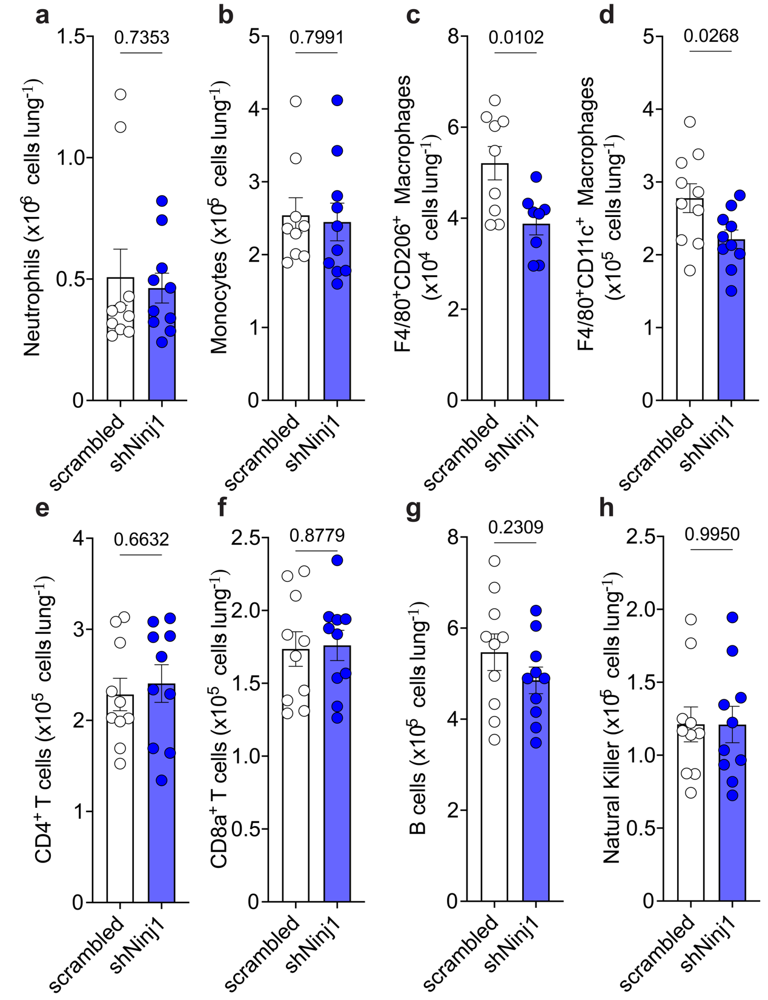 a
0.7353
1.5
1.0
0.5
0
Neutrophils (x10⁶ cells lung⁻¹)
scrambled
shNinj1
b
0.7991
5
4
3
2
1
0
Monocytes (x10⁵ cells lung⁻¹)
scrambled
shNinj1
c
0.0102
8
6
4
2
0
F4/80⁺CD206⁺ Macrophages
(x10⁴ cells lung⁻¹)
scrambled
shNinj1
d
0.0268
5
4
3
2
1
0
F4/80⁺CD11c⁺ Macrophages
(x10⁵ cells lung⁻¹)
scrambled
shNinj1
e
0.6632
4
3
2
1
0
CD4⁺ T cells (x10⁵ cells lung⁻¹)
scrambled
shNinj1
f
0.8779
2.5
2.0
1.5
1.0
0.5
0
CD8a⁺ T cells (x10⁵ cells lung⁻¹)
scrambled
shNinj1
g
0.2309
8
6
4
2
0
B cells (x10⁵ cells lung⁻¹)
scrambled
shNinj1
h
0.9950
2.5
2.0
1.5
1.0
0.5
0
Natural Killer (x10⁵ cells lung⁻¹)
scrambled
shNinj1